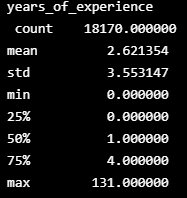 years_of_experience
count 18170.000000
mean 2.621354
std 3.553147
min 0.000000
25% 0.000000
50% 1.000000
75% 4.000000
max 131.000000